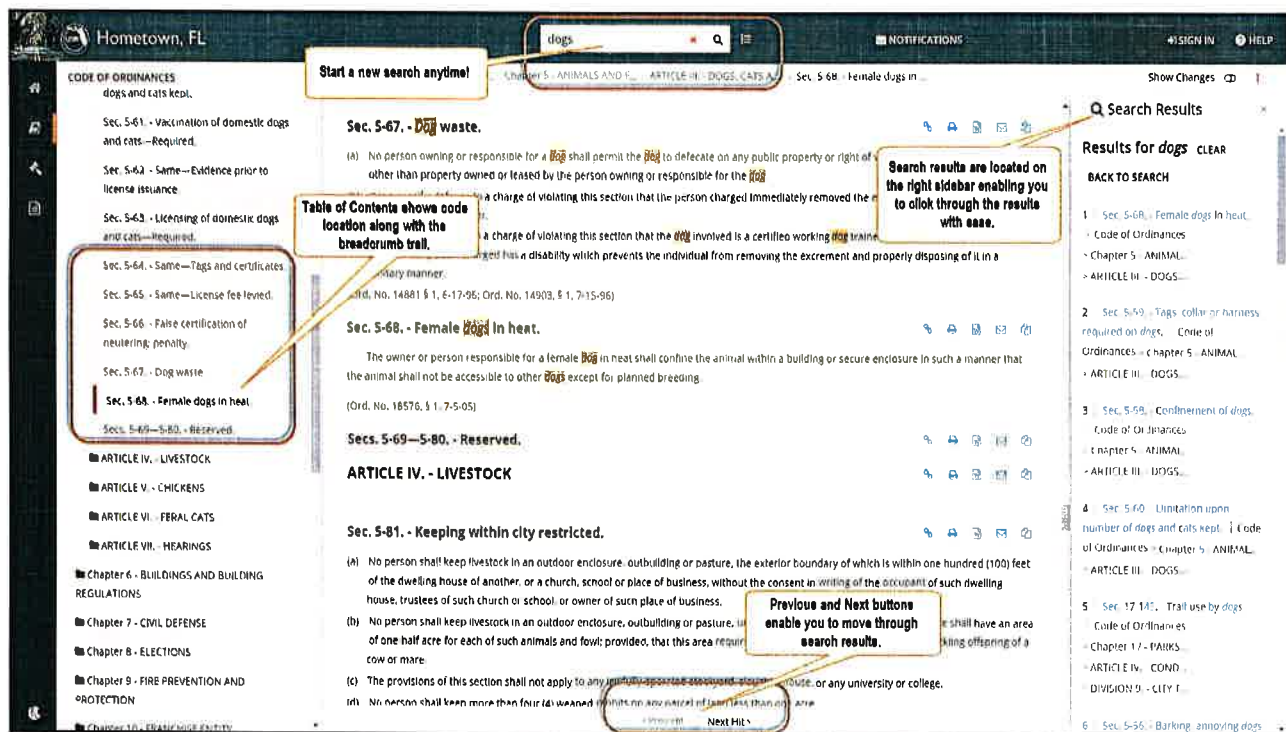 Hometown, FL
dogs
NOTIFICATIONS
SIGN IN
HELP
Start a new search anytime!
Chapter 5 - ANIMALS AND F... ARTICLE III. - DOGS, CATS A... Sec. 5-68. - Female dogs in ...
Show Changes
CODE OF ORDINANCES
dogs and cats kept.
Sec. 5-61. - Vaccination of domestic dogs
and cats—Required.
Sec. 5-62. - Same—Evidence prior to
license issuance.
Sec. 5-63. - Licensing of domestic dogs
and cats—Required.
Sec. 5-64. - Same—Tags and certificates.
Sec. 5-65. - Same—License fee levied.
Sec. 5-66. - False certification of
neutering; penalty.
Sec. 5-67. - Dog waste.
Sec. 5-68. - Female dogs in heat.
Secs. 5-69—5-80. - Reserved.
ARTICLE IV. - LIVESTOCK
ARTICLE V. - CHICKENS
ARTICLE VI. - FERAL CATS
ARTICLE VII. - HEARINGS
Chapter 6 - BUILDINGS AND BUILDING
REGULATIONS
Chapter 7 - CIVIL DEFENSE
Chapter 8 - ELECTIONS
Chapter 9 - FIRE PREVENTION AND
PROTECTION
Chapter 10 - FRANCHISE ENTITY
Table of Contents shows code
location along with the
breadcrumb trail.
Sec. 5-67. - Dog waste.
(a) No person owning or responsible for a dog shall permit the dog to defecate on any public property or right of
other than property owned or leased by the person owning or responsible for the dog
a charge of violating this section that the person charged immediately removed the
a charge of violating this section that the dog involved is a certified working dog
has a disability which prevents the individual from removing the excrement and properly disposing of it in a
manner.
(Ord. No. 14881 § 1, 6-17-96; Ord. No. 14903, § 1, 7-15-96)
Sec. 5-68. - Female dogs in heat.
The owner or person responsible for a female dog in heat shall confine the animal within a building or secure enclosure in such a manner that
the animal shall not be accessible to other dogs except for planned breeding.
(Ord. No. 18576, § 1, 7-5-05)
Secs. 5-69—5-80. - Reserved.
ARTICLE IV. - LIVESTOCK
Sec. 5-81. - Keeping within city restricted.
(a) No person shall keep livestock in an outdoor enclosure, outbuilding or pasture, the exterior boundary of which is within one hundred (100) feet
of the dwelling house of another, or a church, school or place of business, without the consent in writing of the occupant of such dwelling
house, trustees of such church or school, or owner of such place of business.
(b) No person shall keep livestock in an outdoor enclosure, outbuilding or pasture, shall have an area
of one half acre for each of such animals and fowl; provided, that this area offspring of a
cow or mare.
(c) The provisions of this section shall not apply to any house, or any university or college.
(d) No person shall keep more than four (4) weaned rabbits on any parcel of land less than one acre
Previous and Next buttons
enable you to move through
search results.
Next Hit
Search Results
Results for dogs CLEAR
BACK TO SEARCH
Search results are located on
the right sidebar enabling you
to click through the results
with ease.
1 Sec. 5-68. - Female dogs in heat.
Code of Ordinances
> Chapter 5 - ANIMAL...
> ARTICLE III. - DOGS...
2 Sec. 5-59. - Tags, collar or harness
required on dogs. Code of
Ordinances > Chapter 5 - ANIMAL...
> ARTICLE III. - DOGS...
3 Sec. 5-58. - Confinement of dogs.
Code of Ordinances
Chapter 5 - ANIMAL...
> ARTICLE III. - DOGS...
4 Sec. 5-60. - Limitation upon
number of dogs and cats kept. Code
of Ordinances > Chapter 5 - ANIMAL...
ARTICLE III. - DOGS...
5 Sec. 17-145. - Trail use by dogs
Code of Ordinances
> Chapter 17 - PARKS...
> ARTICLE IV. - COND...
DIVISION 9. - CITY T...
6 Sec. 5-56. - Barking, annoying dogs